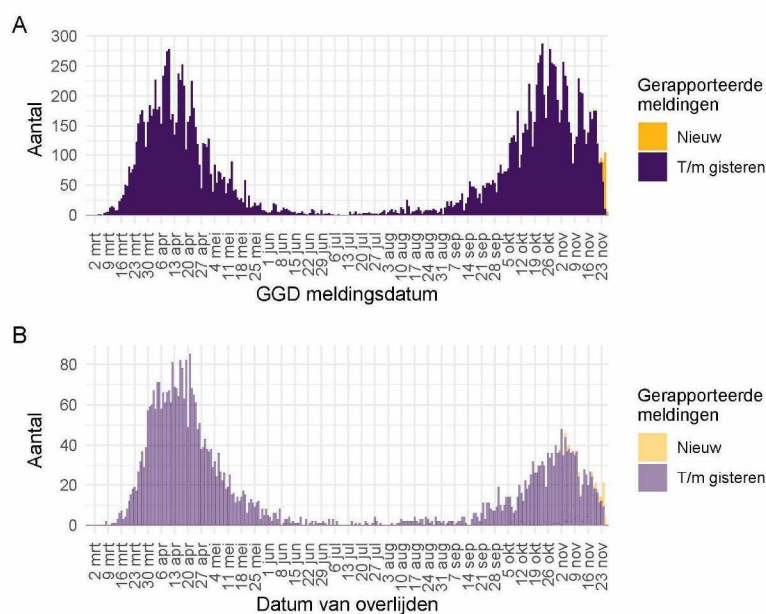 A
300
250
200
150
100
50
0
Aantal
2 mrt
9 mrt
16 mrt
23 mrt
30 mrt
6 apr
13 apr
20 apr
27 apr
4 mei
11 mei
18 mei
25 mei
1 jun
8 jun
15 jun
22 jun
29 jun
6 jul
13 jul
20 jul
27 jul
3 aug
10 aug
17 aug
24 aug
31 aug
7 sep
14 sep
21 sep
28 sep
5 okt
12 okt
19 okt
26 okt
2 nov
9 nov
16 nov
23 nov
GGD meldingsdatum
Gerapporteerde
meldingen
Nieuw
T/m gisteren
B
80
60
40
20
0
Aantal
2 mrt
9 mrt
16 mrt
23 mrt
30 mrt
6 apr
13 apr
20 apr
27 apr
4 mei
11 mei
18 mei
25 mei
1 jun
8 jun
15 jun
22 jun
29 jun
6 jul
13 jul
20 jul
27 jul
3 aug
10 aug
17 aug
24 aug
31 aug
7 sep
14 sep
21 sep
28 sep
5 okt
12 okt
19 okt
26 okt
2 nov
9 nov
16 nov
23 nov
Datum van overlijden
Gerapporteerde
meldingen
Nieuw
T/m gisteren